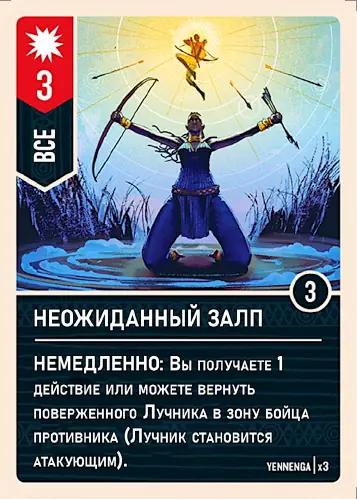 3
ВСЕ
3
НЕОЖИДАННЫЙ ЗАЛП
НЕМЕДЛЕННО: Вы получаете 1
действие или можете вернуть
поверженного Лучника в зону бойца
противника (Лучник становится
атакующим).
YENNENGA | x3